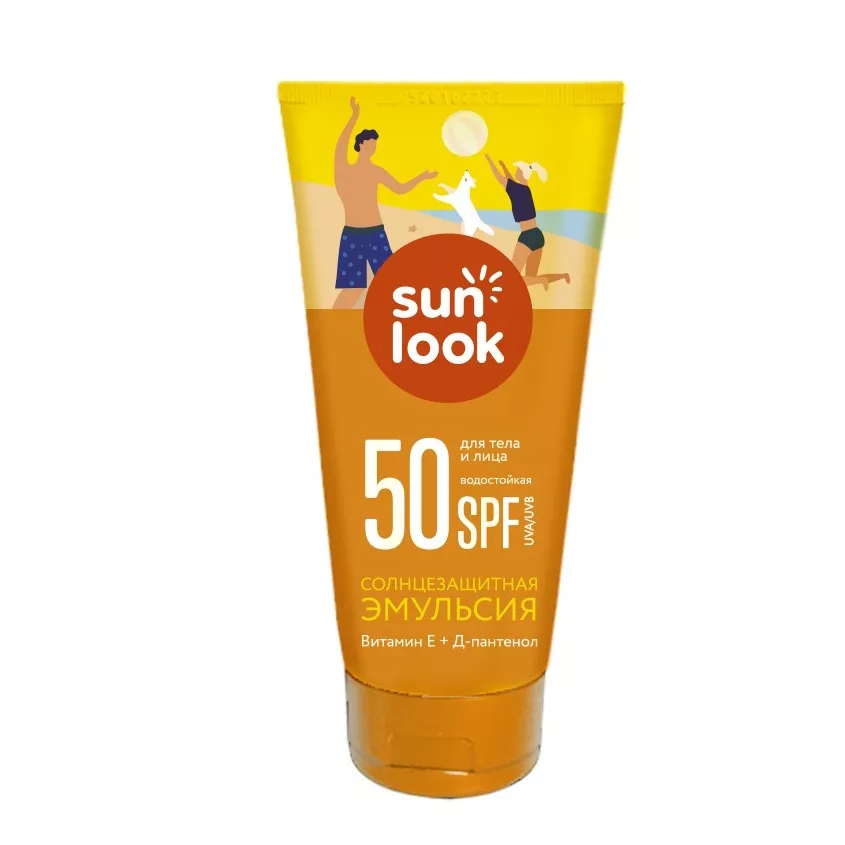 sun
look
50
для тела
и лица
водостойкая
SPF
UVA/UVB
СОЛНЦЕЗАЩИТНАЯ
ЭМУЛЬСИЯ
Витамин Е + Д-пантенол